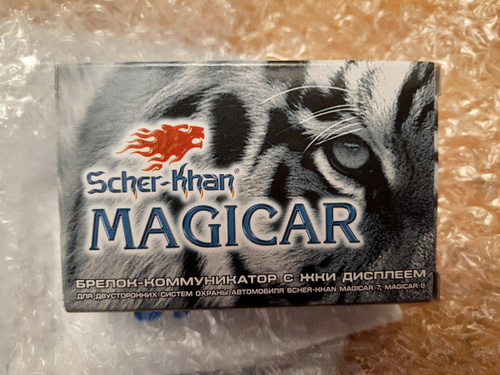 Scher-Khan®
MAGICAR
БРЕЛОК-КОММУНИКАТОР С ЖКИ ДИСПЛЕЕМ
ДЛЯ ДВУСТОРОННИХ СИСТЕМ ОХРАНЫ АВТОМОБИЛЯ SCHER-KHAN MAGICAR 7, MAGICAR 8